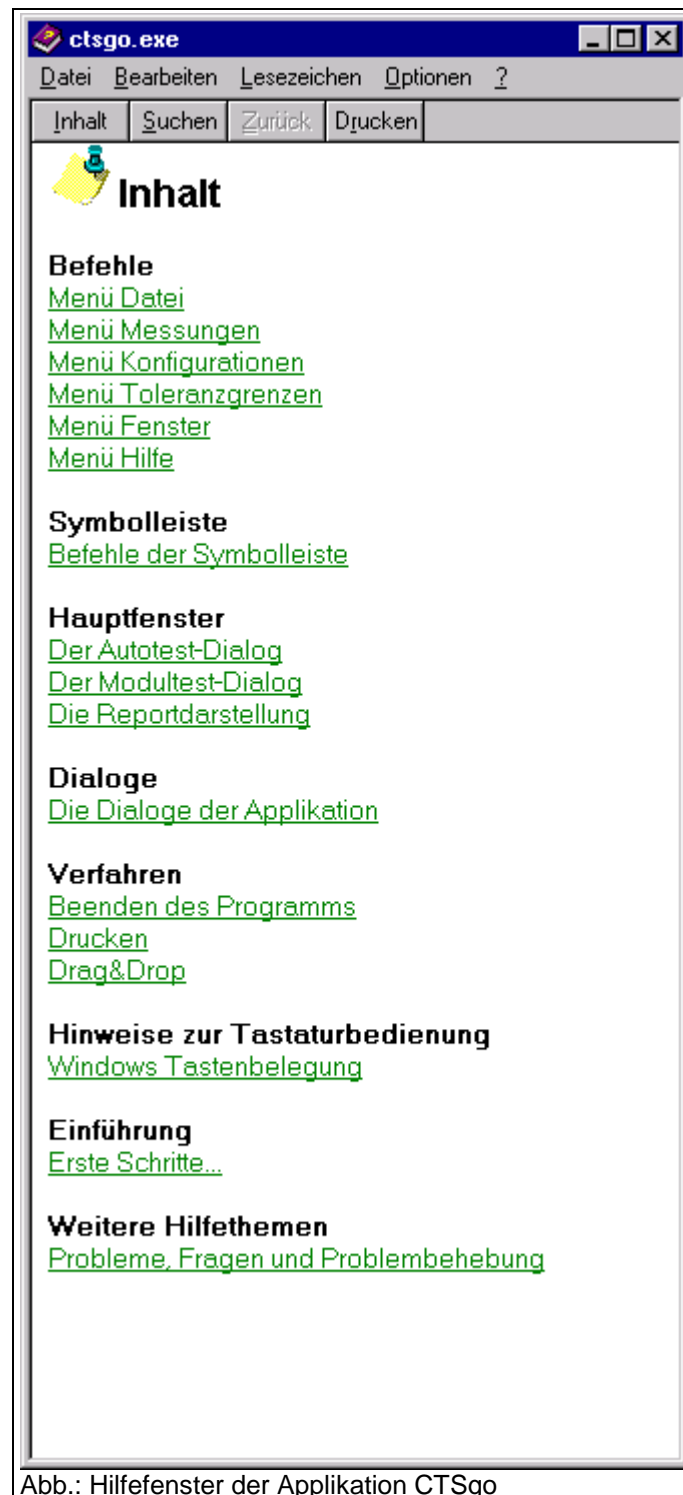 ctsgo.exe
Datei Bearbeiten Lesezeichen Optionen ?
Inhalt Suchen Zurück Drucken
Inhalt
Befehle
Menü Datei
Menü Messungen
Menü Konfigurationen
Menü Toleranzgrenzen
Menü Fenster
Menü Hilfe
Symbolleiste
Befehle der Symbolleiste
Hauptfenster
Der Autotest-Dialog
Der Modultest-Dialog
Die Reportdarstellung
Dialoge
Die Dialoge der Applikation
Verfahren
Beenden des Programms
Drucken
Drag&Drop
Hinweise zur Tastaturbedienung
Windows Tastenbelegung
Einführung
Erste Schritte...
Weitere Hilfethemen
Probleme, Fragen und Problembehebung
Abb.: Hilfefenster der Applikation CTSgo